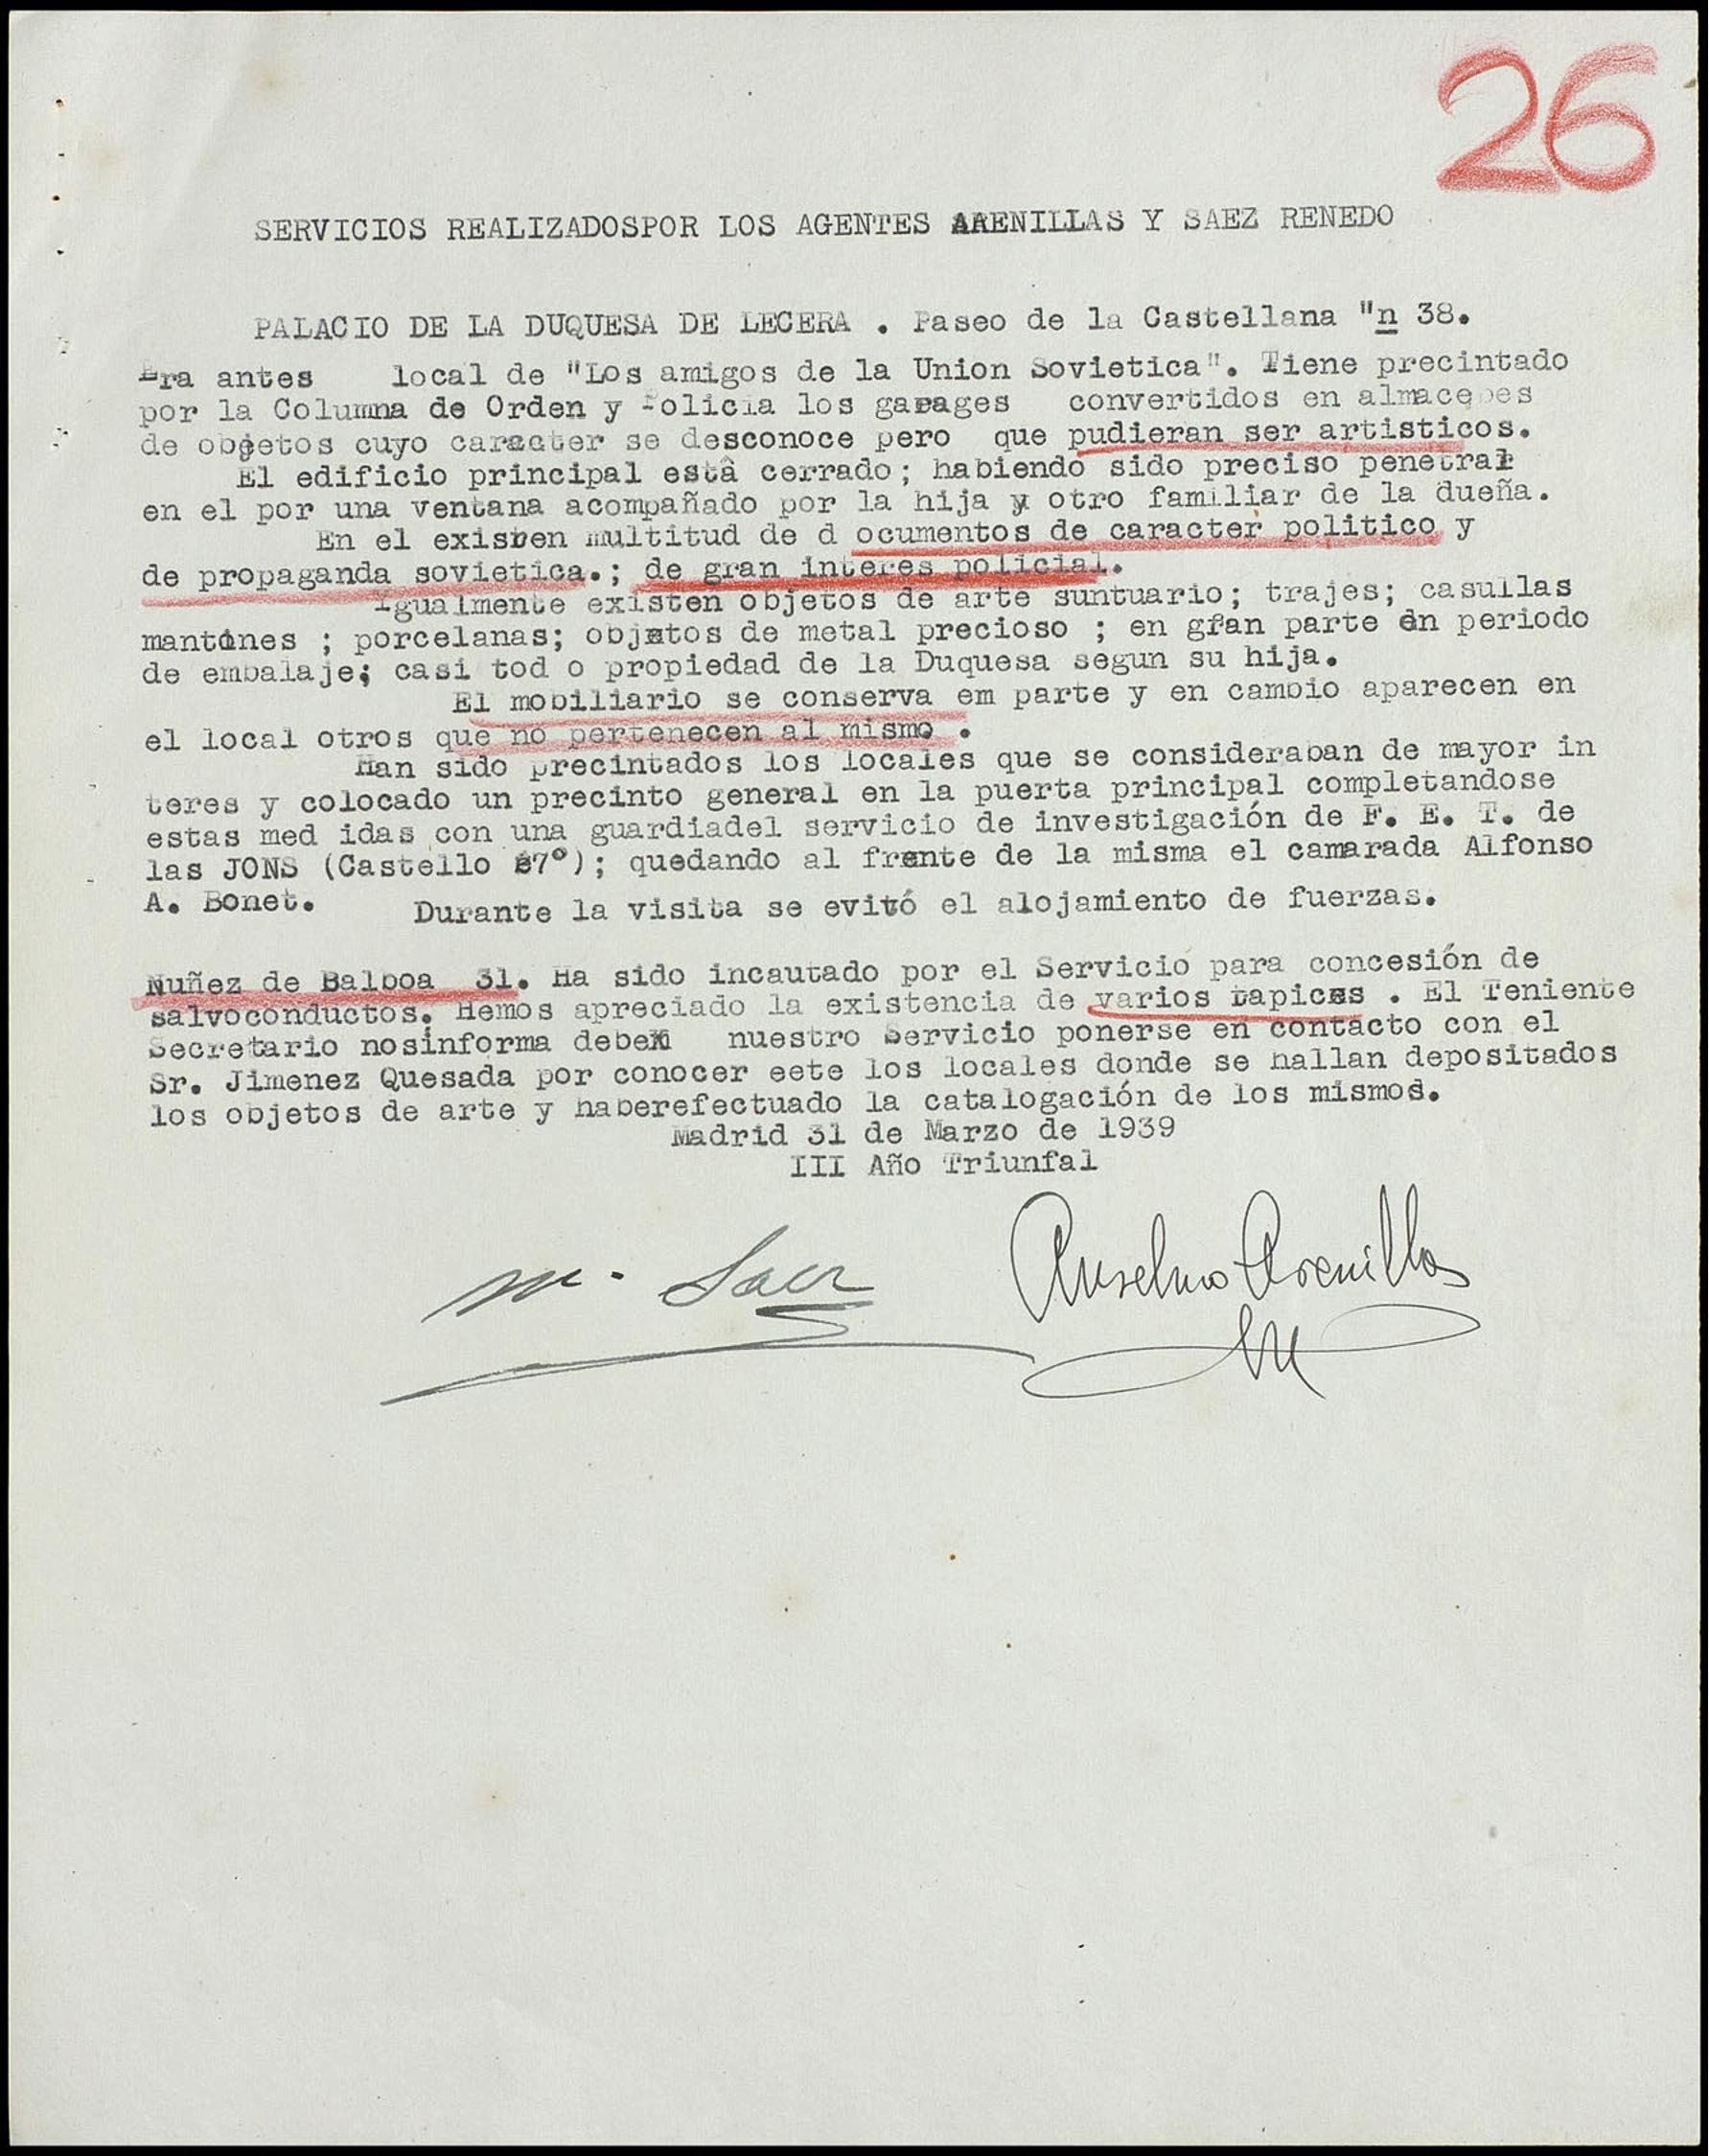 26
SERVICIOS REALIZADOSPOR LOS AGENTES ARENILLAS Y SAEZ RENEDO
PALACIO DE LA DUQUESA DE LECERA . Paseo de la Castellana "n 38.
Era antes local de "Los amigos de la Union Sovietica". Tiene precintado
por la Columna de Orden y Policia los garages convertidos en almacenes
de objetos cuyo caracter se desconoce pero que pudieran ser artisticos.
El edificio principal está cerrado; habiendo sido preciso penetrar
en el por una ventana acompañado por la hija y otro familiar de la dueña.
En el existen multitud de d ocumentos de caracter politico y
de propaganda sovietica.; de gran interes policial.
Igualmente existen objetos de arte suntuario; trajes; casullas
mantones ; porcelanas; objetos de metal precioso ; en gran parte en periodo
de embalaje; casi tod o propiedad de la Duquesa segun su hija.
El mobiliario se conserva em parte y en cambio aparecen en
el local otros que no pertenecen al mismo .
Han sido precintados los locales que se consideraban de mayor in
teres y colocado un precinto general en la puerta principal completandose
estas med idas con una guardiadel servicio de investigación de F. E. T. de
las JONS (Castello 7º); quedando al frente de la misma el camarada Alfonso
A. Bonet.
Durante la visita se evitó el alojamiento de fuerzas.
Nuñez de Balboa 31. Ha sido incautado por el Servicio para concesión de
salvoconductos. Hemos apreciado la existencia de varios tapices . El Teniente
Secretario nosinforma debe nuestro Servicio ponerse en contacto con el
Sr. Jimenez Quesada por conocer eete los locales donde se hallan depositados
los objetos de arte y haberefectuado la catalogación de los mismos.
Madrid 31 de Marzo de 1939
III Año Triunfal
M. Saez
Anselmo Arenillas